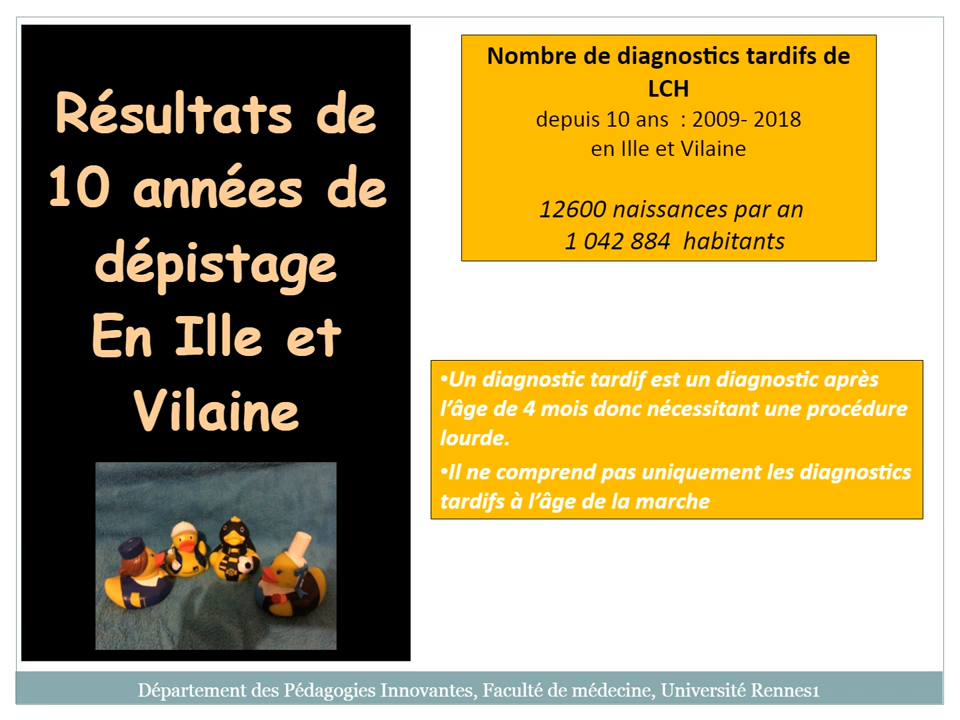 Résultats de
10 années de
dépistage
En Ille et
Vilaine
Nombre de diagnostics tardifs de
LCH
depuis 10 ans : 2009- 2018
en Ille et Vilaine
12600 naissances par an
1 042 884 habitants
•Un diagnostic tardif est un diagnostic après
l'âge de 4 mois donc nécessitant une procédure
lourde.
•Il ne comprend pas uniquement les diagnostics
tardifs à l'âge de la marche
Département des Pédagogies Innovantes, Faculté de médecine, Université Rennes1